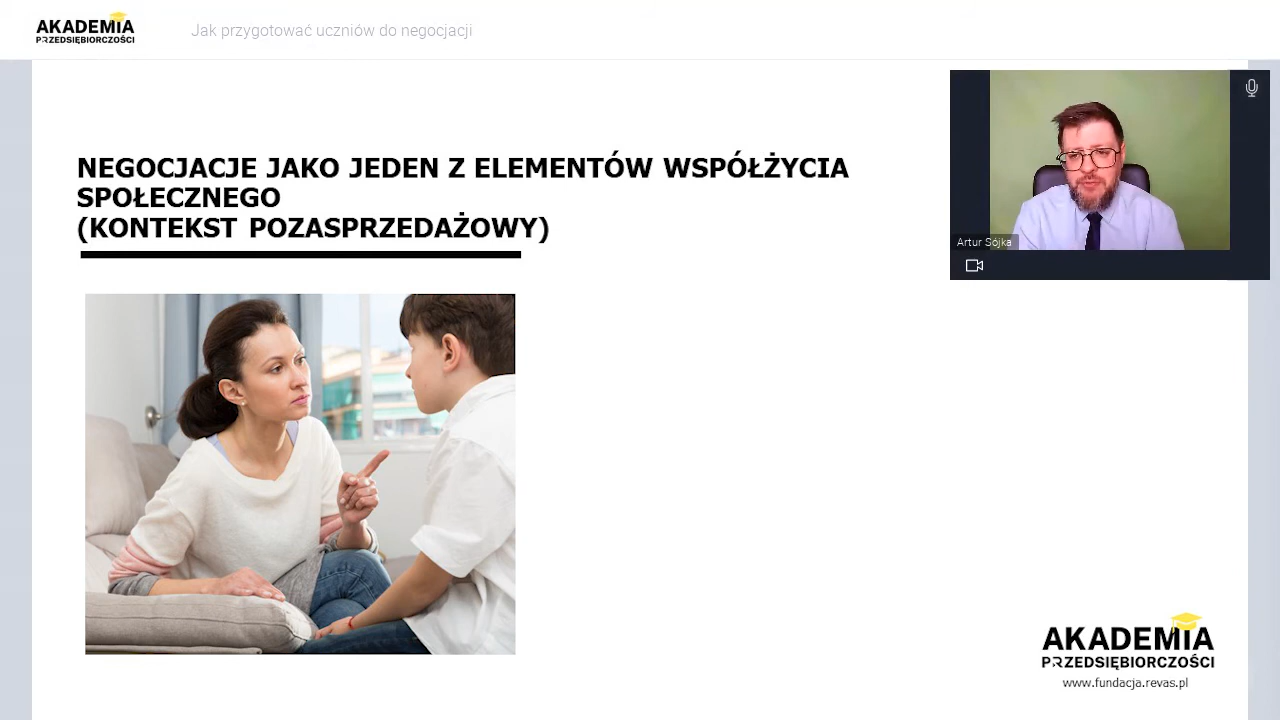 AKADEMIA
PRZEDSIĘBIORCZOŚCI
Jak przygotować uczniów do negocjacji
NEGOCJACJE JAKO JEDEN Z ELEMENTÓW WSPÓŁŻYCIA
SPOŁECZNEGO
(KONTEKST POZASPRZEDAŻOWY)
Artur Sójka
AKADEMIA
PRZEDSIĘBIORCZOŚCI
www.fundacja.revas.pl